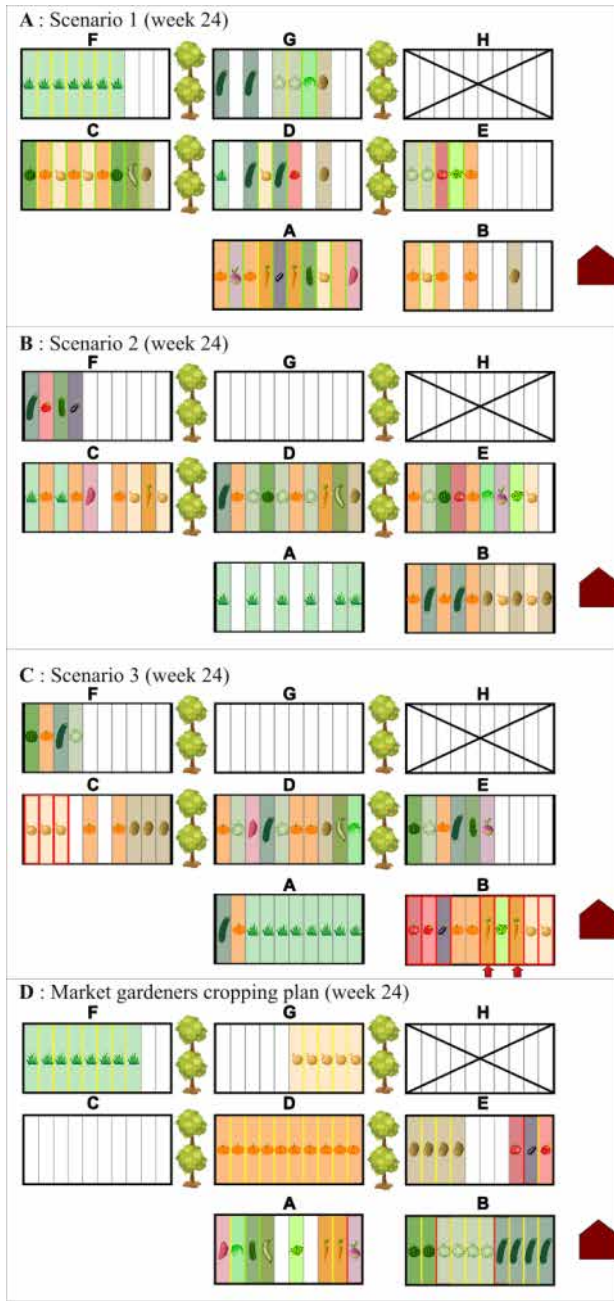 A : Scenario 1 (week 24)
F G H
C D E
A B
B : Scenario 2 (week 24)
F G H
C D E
A B
C : Scenario 3 (week 24)
F G H
C D E
A B
D : Market gardeners cropping plan (week 24)
F G H
C D E
A B